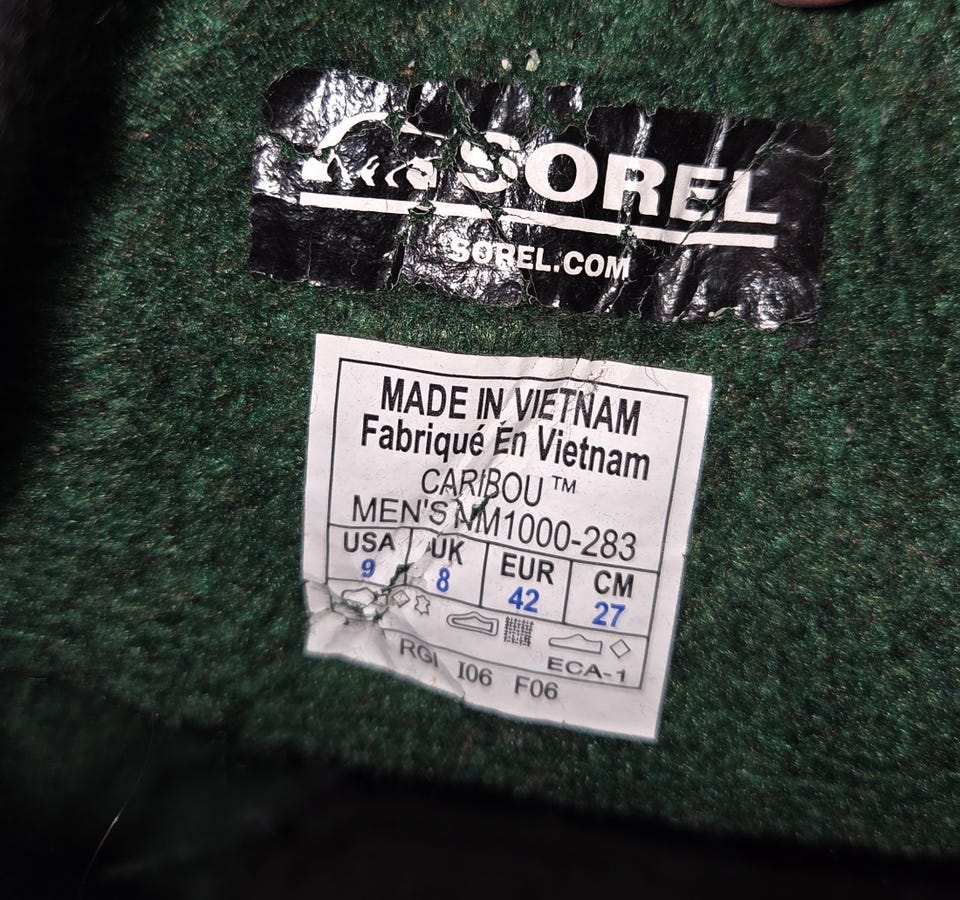 SOREL
SOREL.COM
MADE IN VIETNAM
Fabriqué En Vietnam
CARIBOU™
MEN'S NM1000-283
USA UK EUR CM
9 8 42 27
ECA-1
RGI I06 F06